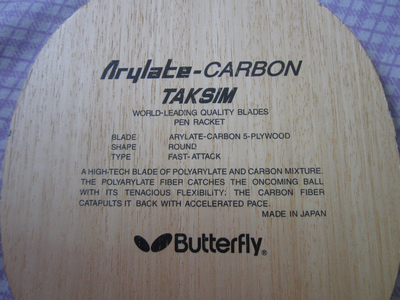 Arylate-CARBON
TAKSIM
WORLD-LEADING QUALITY BLADES
PEN RACKET
BLADE: ARYLATE-CARBON 5-PLYWOOD
SHAPE : ROUND
TYPE : FAST-ATTACK
A HIGH-TECH BLADE OF POLYARYLATE AND CARBON MIXTURE.
THE POLYARYLATE FIBER CATCHES THE ONCOMING BALL
WITH ITS TENACIOUS FLEXIBILITY: THE CARBON FIBER
CATAPULTS IT BACK WITH ACCELERATED PACE.
MADE IN JAPAN
Butterfly®